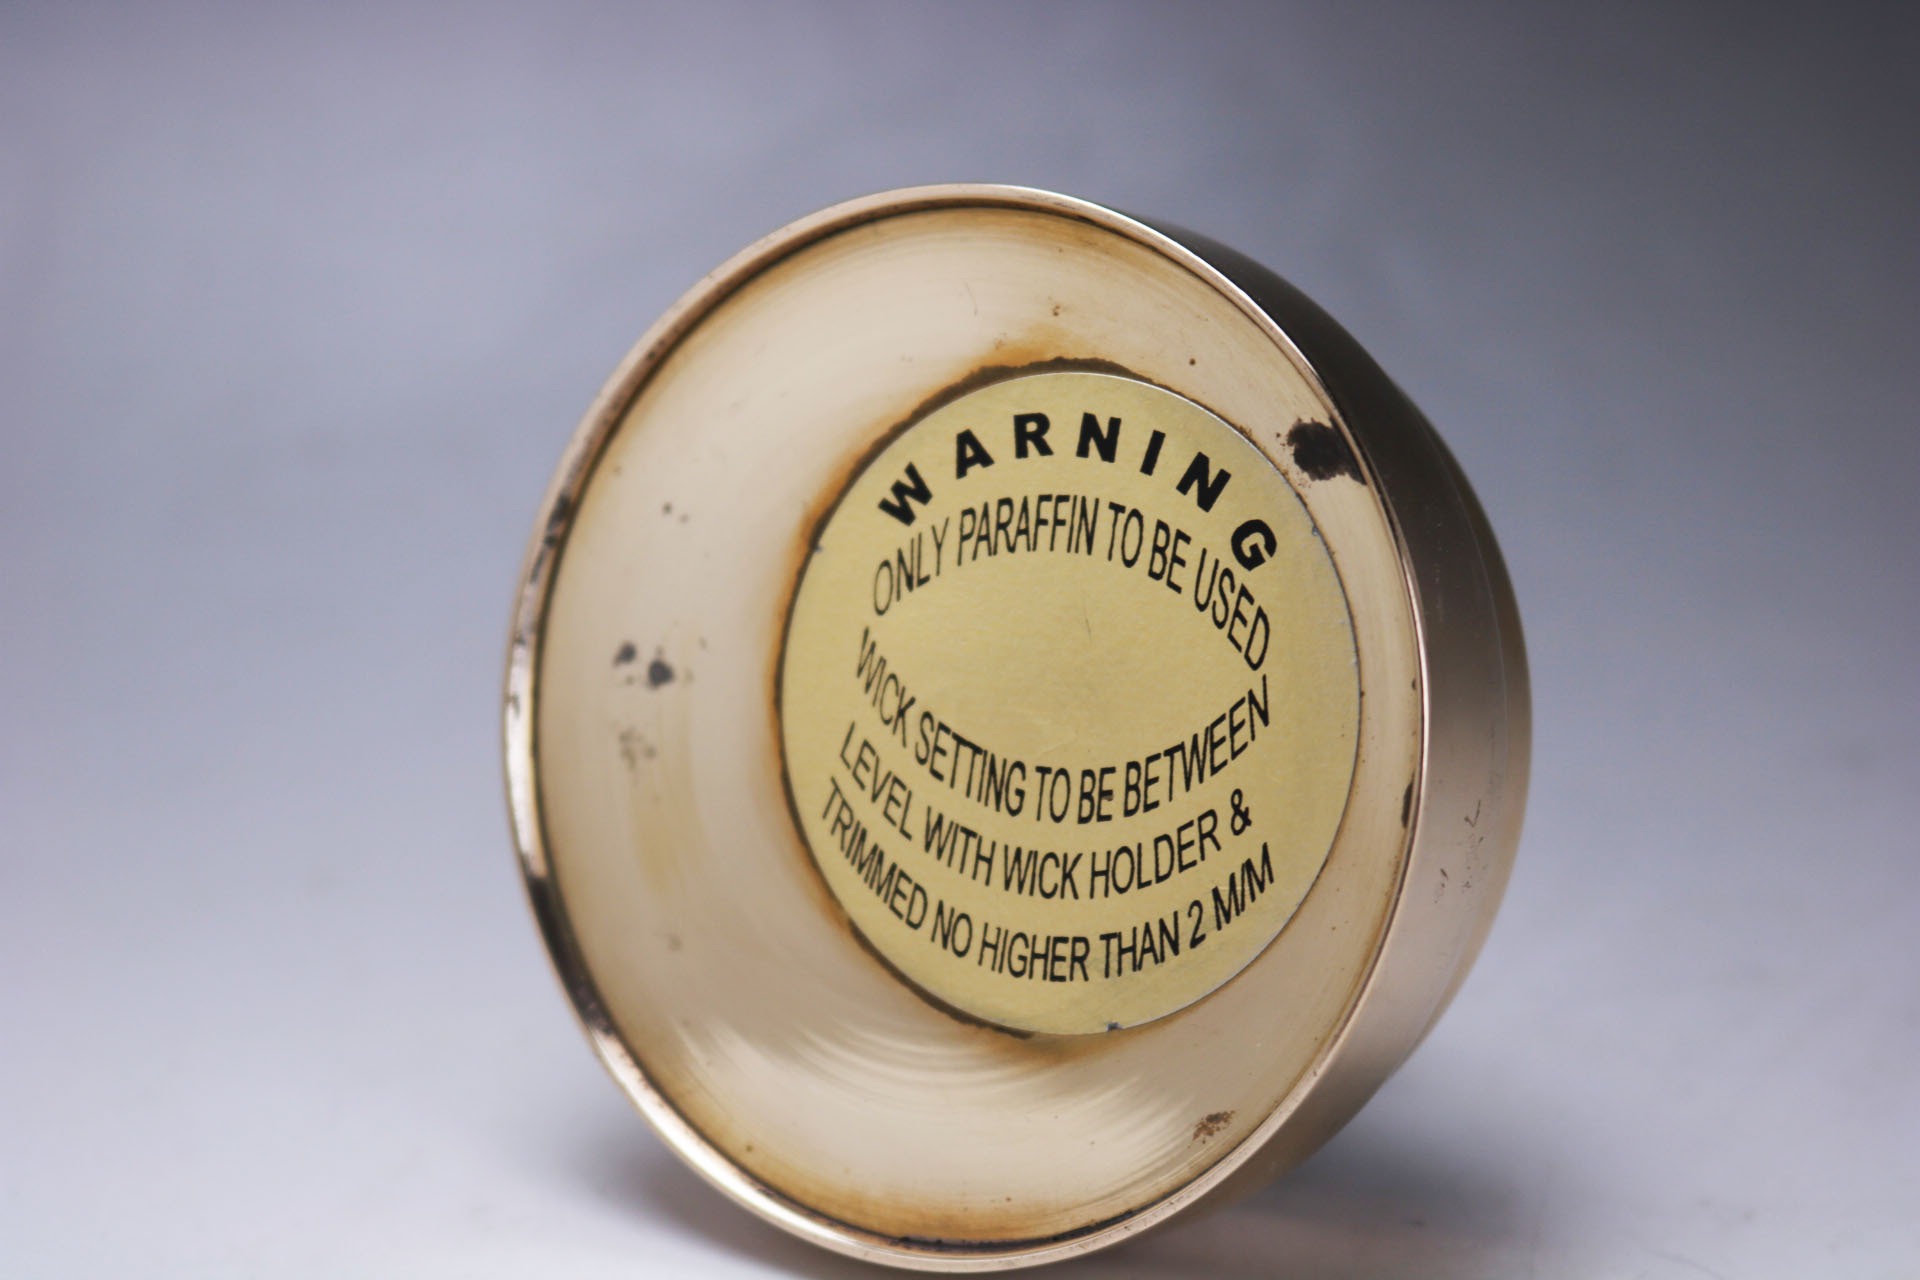 WARNING
ONLY PARAFFIN TO BE USED
WICK SETTING TO BE BETWEEN
LEVEL WITH WICK HOLDER &
TRIMMED NO HIGHER THAN 2 M/M